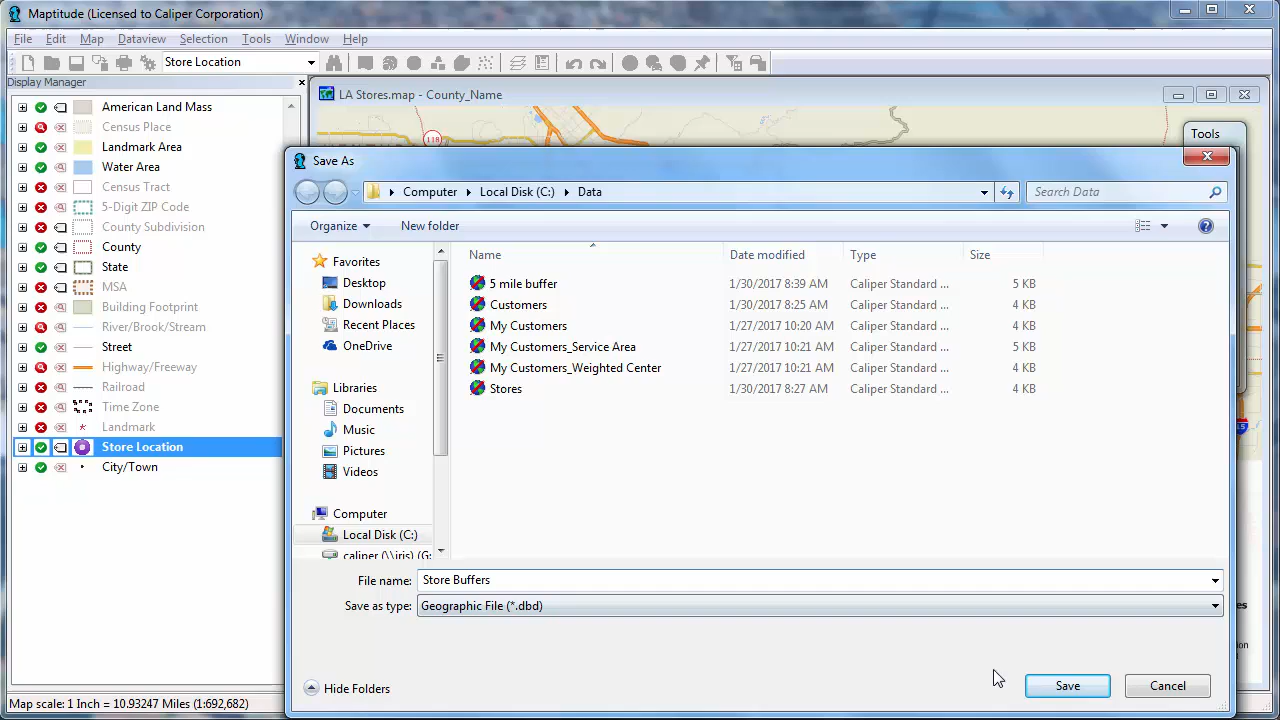 Maptitude (Licensed to Caliper Corporation)
File Edit Map Dataview Selection Tools Window Help
Store Location
Display Manager
American Land Mass
Census Place
Landmark Area
Water Area
Census Tract
5-Digit ZIP Code
County Subdivision
County
State
MSA
Building Footprint
River/Brook/Stream
Street
Highway/Freeway
Railroad
Time Zone
Landmark
Store Location
City/Town
Map scale: 1 Inch = 10.93247 Miles (1:692,682)
LA Stores.map - County_Name
118
Tools
Save As
Computer Local Disk (C:) Data
Search Data
Organize New folder
Favorites
Desktop
Downloads
Recent Places
OneDrive
Libraries
Documents
Music
Pictures
Videos
Computer
Local Disk (C:)
caliper (\\iris) (G:
Name Date modified Type Size
5 mile buffer 1/30/2017 8:39 AM Caliper Standard ... 5 KB
Customers 1/30/2017 8:25 AM Caliper Standard ... 4 KB
My Customers 1/27/2017 10:20 AM Caliper Standard ... 4 KB
My Customers_Service Area 1/27/2017 10:21 AM Caliper Standard ... 5 KB
My Customers_Weighted Center 1/27/2017 10:21 AM Caliper Standard ... 4 KB
Stores 1/30/2017 8:27 AM Caliper Standard ... 4 KB
File name: Store Buffers
Save as type: Geographic File (*.dbd)
Hide Folders
Save Cancel